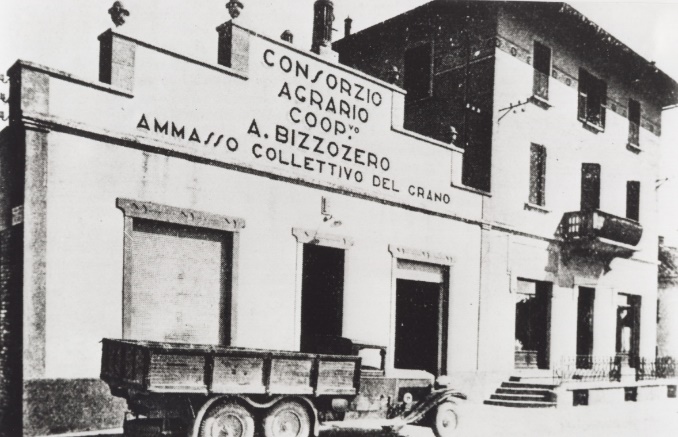 CONSORZIO
AGRARIO
COOP.vo
A. BIZZOZERO
AMMASSO COLLETTIVO DEL GRANO